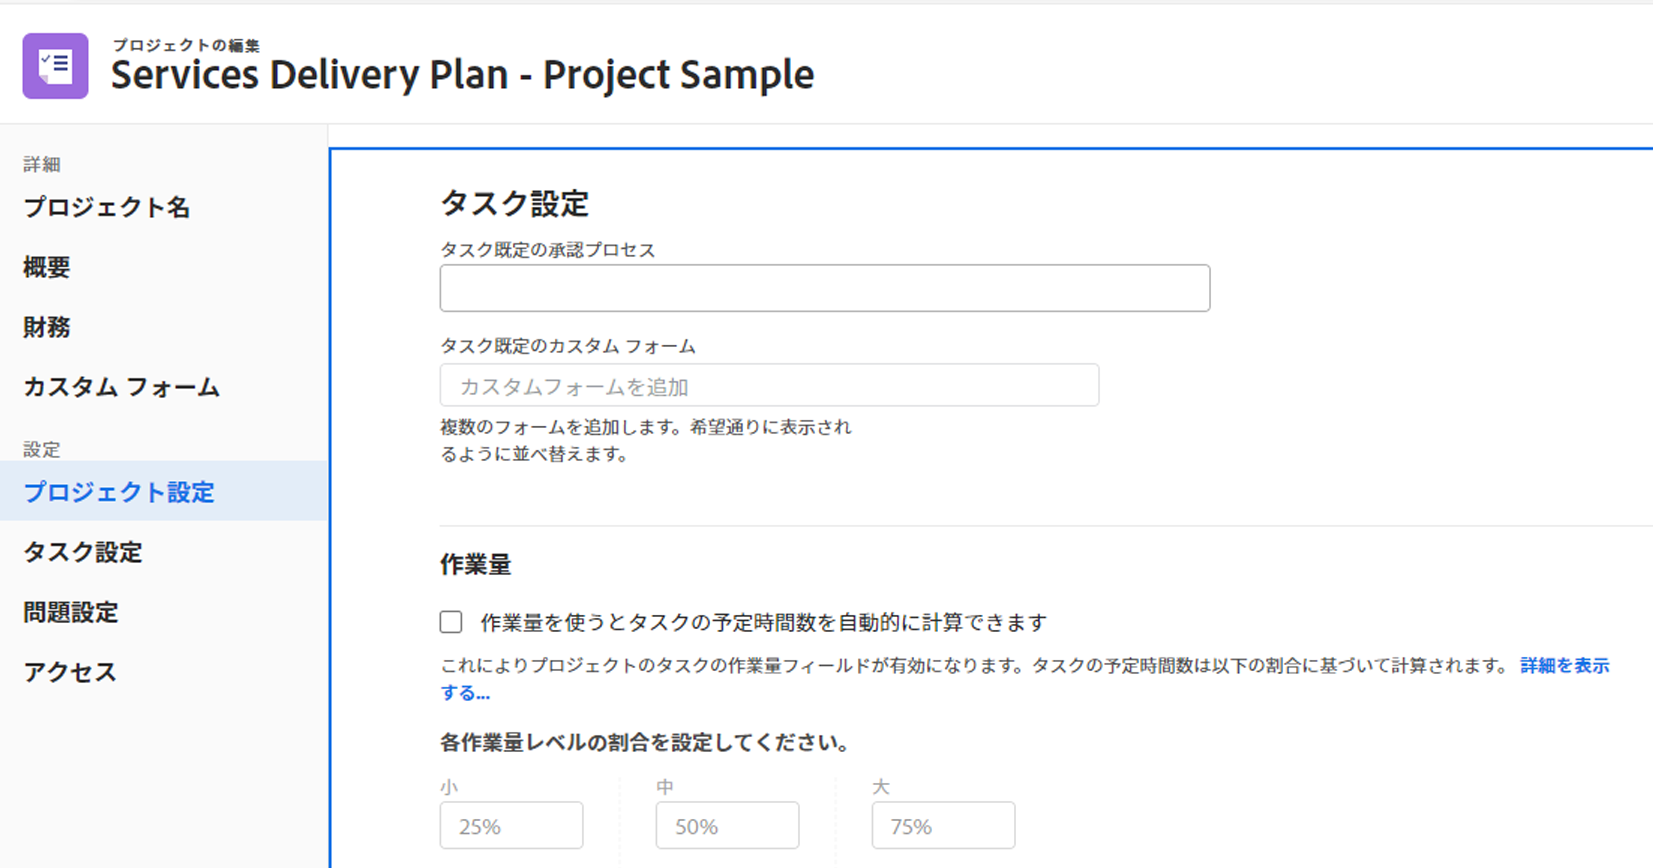 プロジェクトの編集
Services Delivery Plan - Project Sample
詳細
プロジェクト名
概要
財務
カスタム フォーム
設定
プロジェクト設定
タスク設定
問題設定
アクセス
タスク設定
タスク既定の承認プロセス
タスク既定のカスタム フォーム
カスタムフォームを追加
複数のフォームを追加します。希望通りに表示され
るように並べ替えます。
作業量
作業量を使うとタスクの予定時間数を自動的に計算できます
これによりプロジェクトのタスクの作業量フィールドが有効になります。タスクの予定時間数は以下の割合に基づいて計算されます。 詳細を表示
する...
各作業量レベルの割合を設定してください。
小 中 大
25% 50% 75%